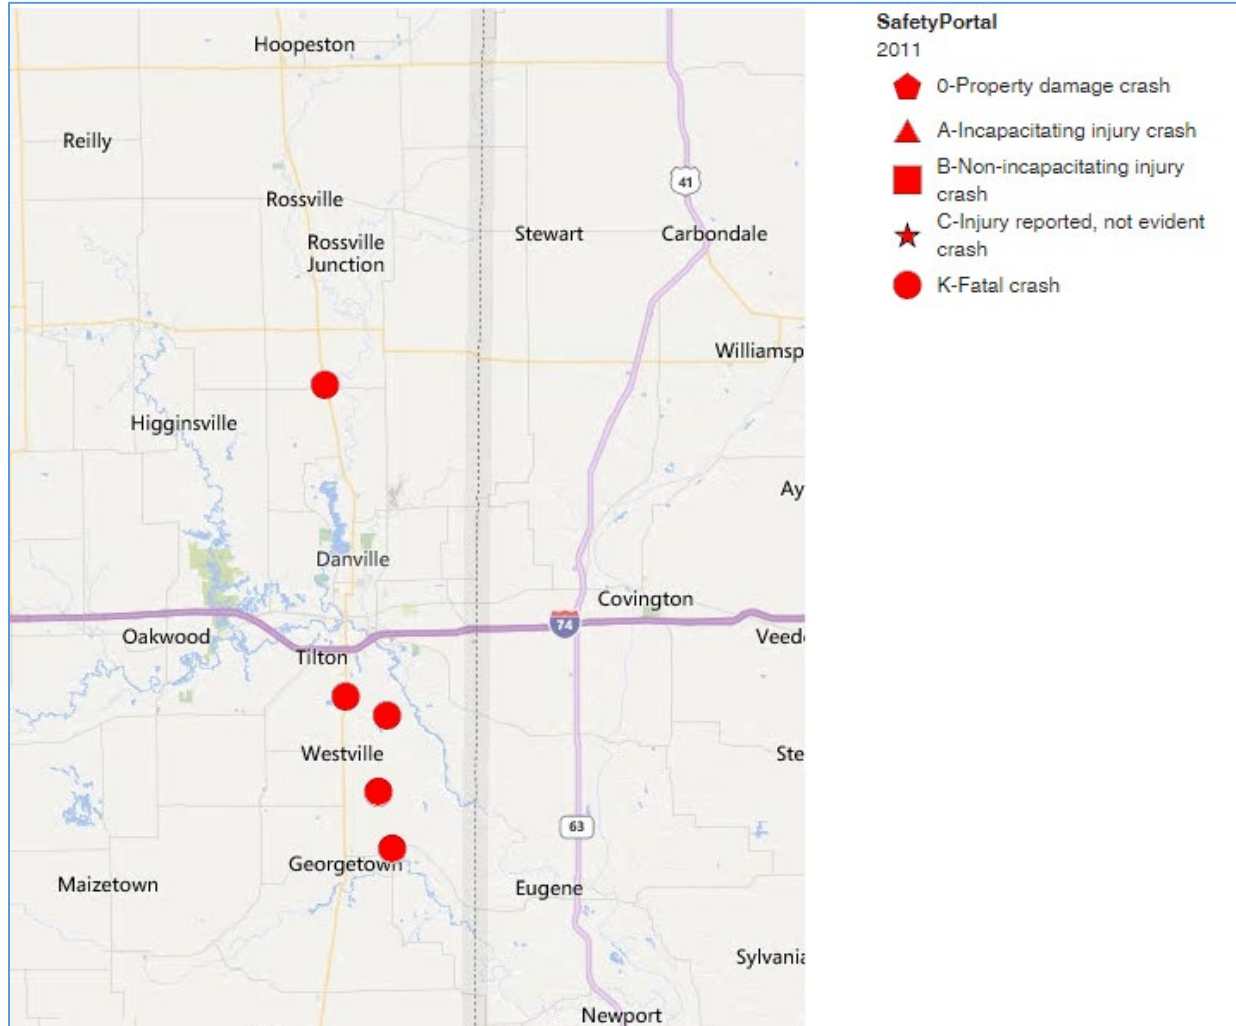 SafetyPortal
2011
0-Property damage crash
A-Incapacitating injury crash
B-Non-incapacitating injury
crash
C-Injury reported, not evident
crash
K-Fatal crash
Hoopeston
Reilly
41
Rossville
Stewart
Carbondale
Rossville
Junction
Williamsp
Higginsville
Ay
Danville
Covington
74
Oakwood
Veed
Tilton
Westville
Ste
63
Georgetown
Maizetown
Eugene
Sylvania
Newport